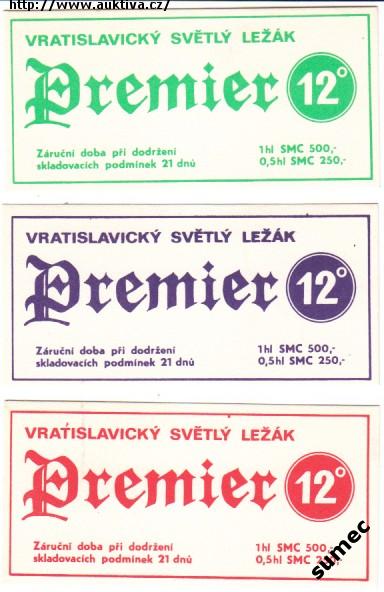 http://www.auktiva.cz/
VRATISLAVICKÝ SVĚTLÝ LEŽÁK
Premier 12°
Záruční doba při dodržení
skladovacích podmínek 21 dnů
1hl SMC 500,-
0,5hl SMC 250,-
VRATISLAVICKÝ SVĚTLÝ LEŽÁK
Premier 12°
Záruční doba při dodržení
skladovacích podmínek 21 dnů
1hl SMC 500,-
0,5hl SMC 250,-
VRATISLAVICKÝ SVĚTLÝ LEŽÁK
Premier 12°
Záruční doba při dodržení
skladovacích podmínek 21 dnů
1hl SMC 500,-
0,5hl SMC 250,-
sumec